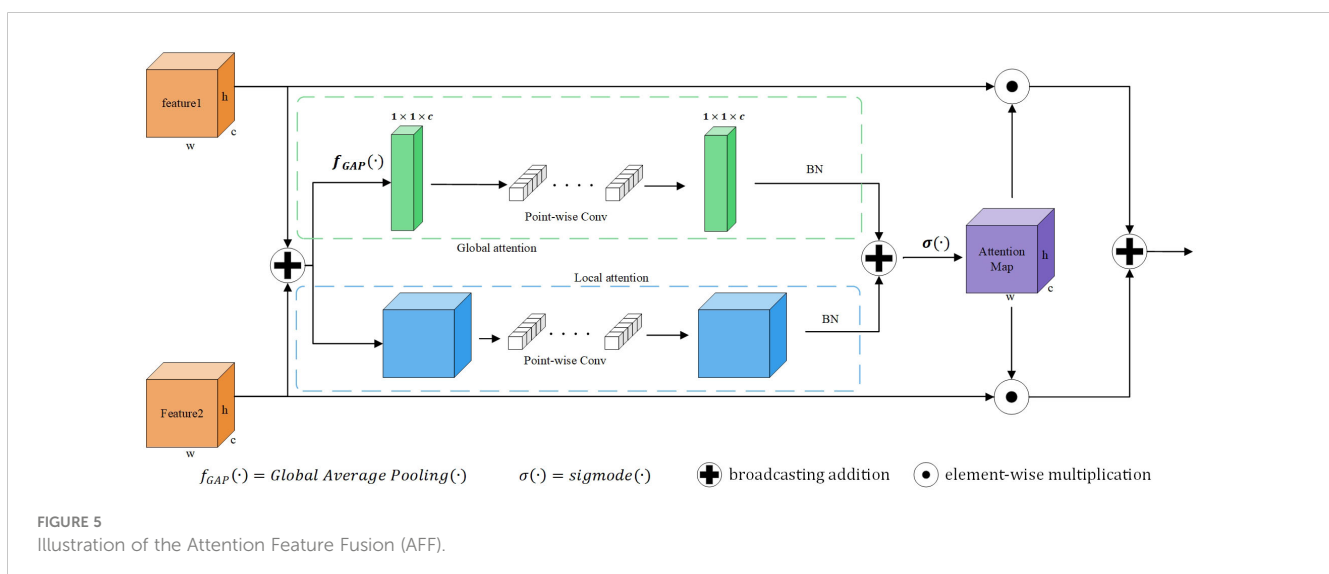 feature1
h
c
w
1 × 1 × c
1 × 1 × c
f_GAP(·)
Point-wise Conv
BN
Global attention
Local attention
σ(·)
Attention
Map
h
w
c
Point-wise Conv
BN
Feature2
h
c
w
f_GAP(·) = Global Average Pooling(·) σ(·) = sigmode(·) broadcasting addition element-wise multiplication
FIGURE 5
Illustration of the Attention Feature Fusion (AFF).